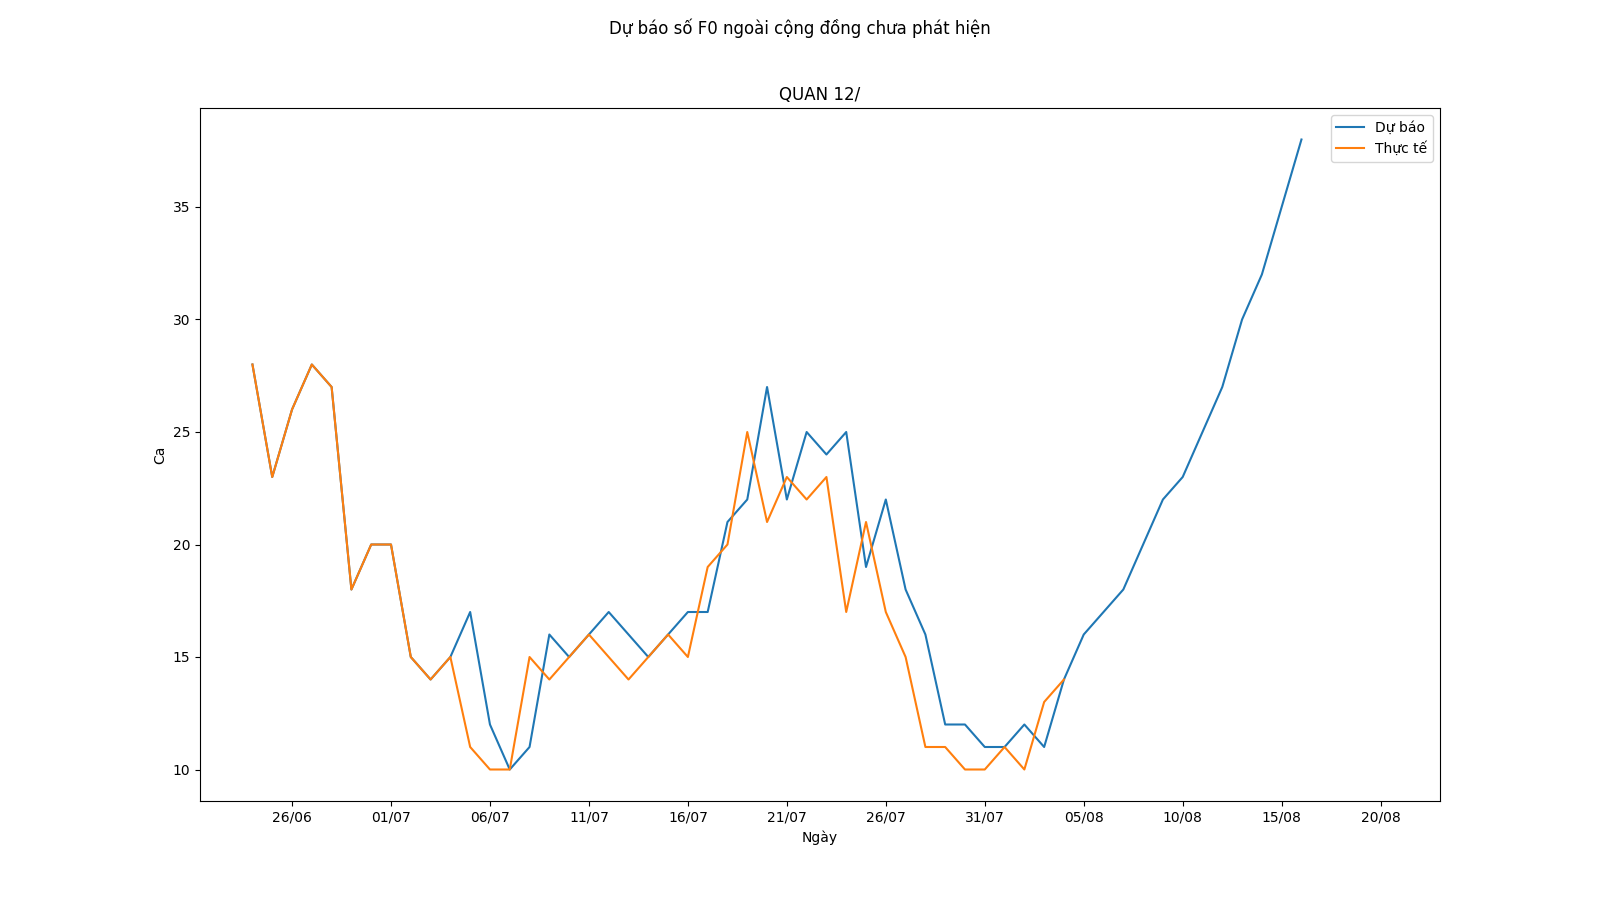 Dự báo số F0 ngoài cộng đồng chưa phát hiện
QUAN 12/
Dự báo
Thực tế
35
30
25
20
15
10
Ca
26/06 01/07 06/07 11/07 16/07 21/07 26/07 31/07 05/08 10/08 15/08 20/08
Ngày